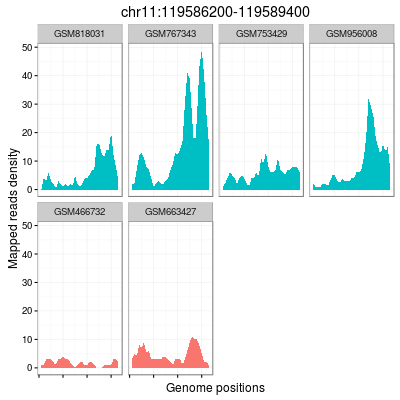 chr11:119586200-119589400
GSM818031 GSM767343 GSM753429 GSM956008
50
40
30
20
10
0
GSM466732 GSM663427
50
40
30
20
10
0
Mapped reads density
Genome positions